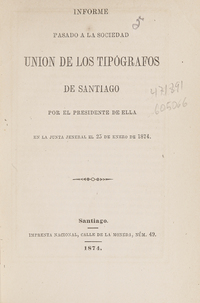 INFORME
PASADO A LA SOCIEDAD
UNION DE LOS TIPÓGRAFOS
DE SANTIAGO
POR EL PRESIDENTE DE ELLA
EN LA JUNTA JENERAL EL 25 DE ENERO DE 1874.
Santiago.
IMPRENTA NACIONAL, CALLE DE LA MONEDA, NÚM. 49.
1874.